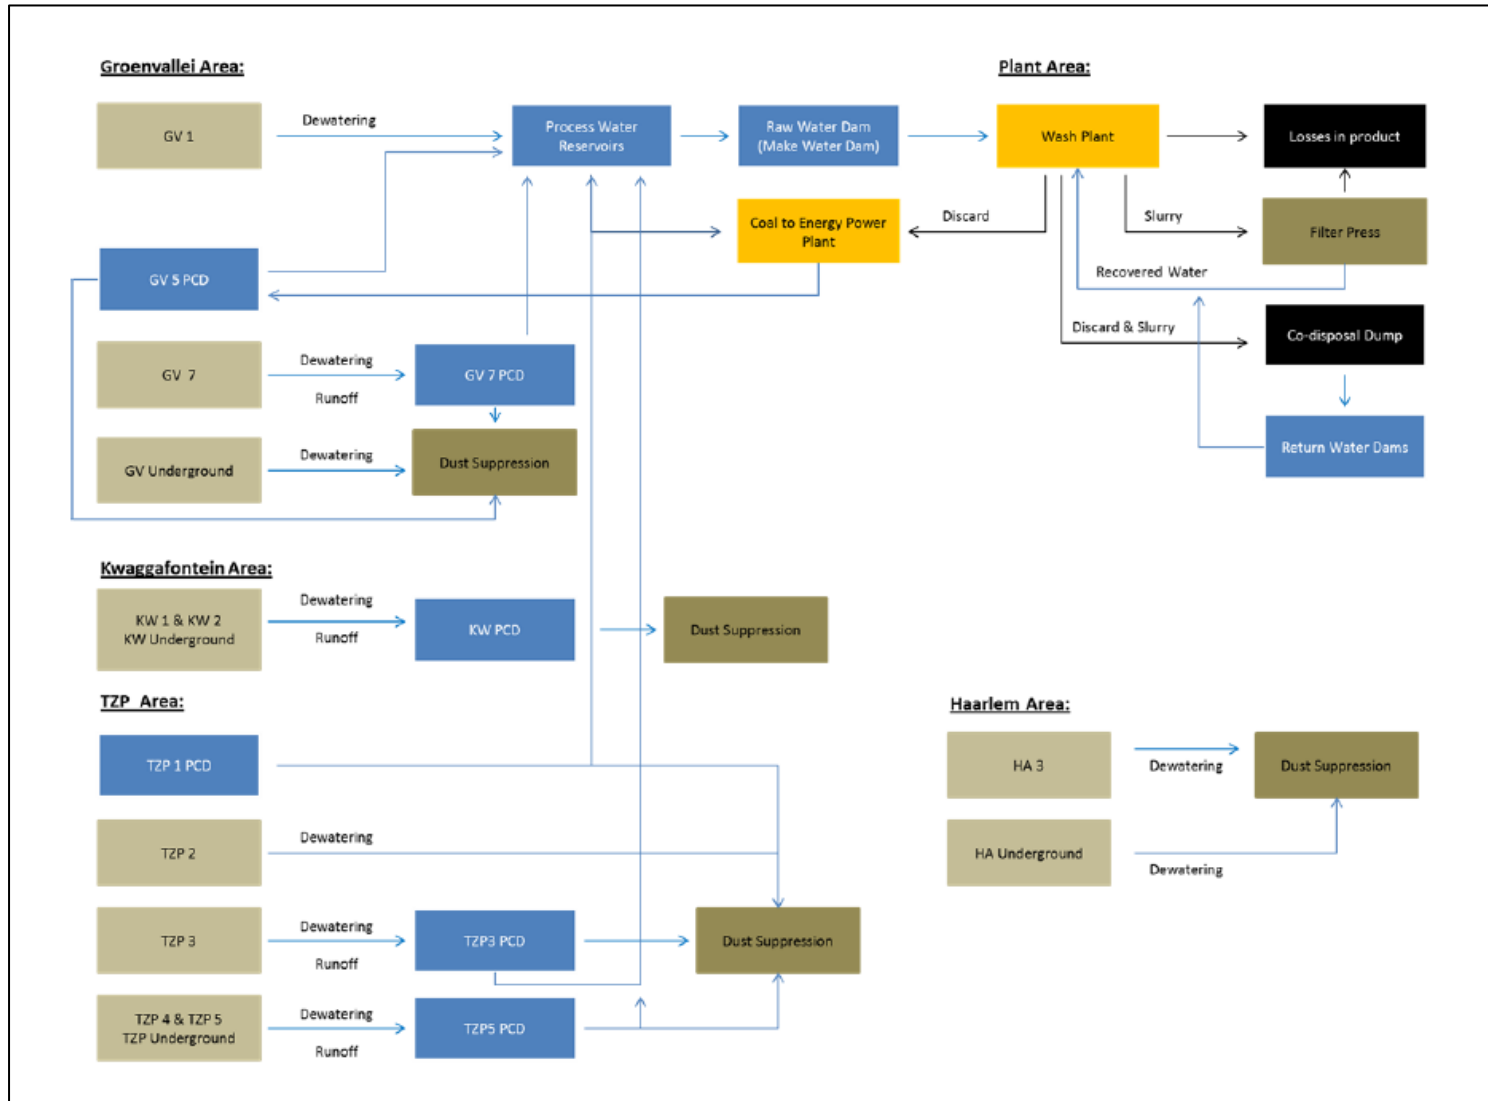 Groenvallei Area:
Plant Area:
GV 1
Dewatering
Process Water
Reservoirs
Raw Water Dam
(Make Water Dam)
Wash Plant
Losses in product
Coal to Energy Power
Plant
Discard
Slurry
Filter Press
GV 5 PCD
Recovered Water
Discard & Slurry
Co-disposal Dump
GV 7
Dewatering
Runoff
GV 7 PCD
GV Underground
Dewatering
Dust Suppression
Return Water Dams
Kwaggafontein Area:
KW 1 & KW 2
KW Underground
Dewatering
Runoff
KW PCD
Dust Suppression
TZP Area:
Haarlem Area:
TZP 1 PCD
HA 3
Dewatering
Dust Suppression
TZP 2
Dewatering
HA Underground
Dewatering
TZP 3
Dewatering
Runoff
TZP3 PCD
Dust Suppression
TZP 4 & TZP 5
TZP Underground
Dewatering
Runoff
TZP5 PCD